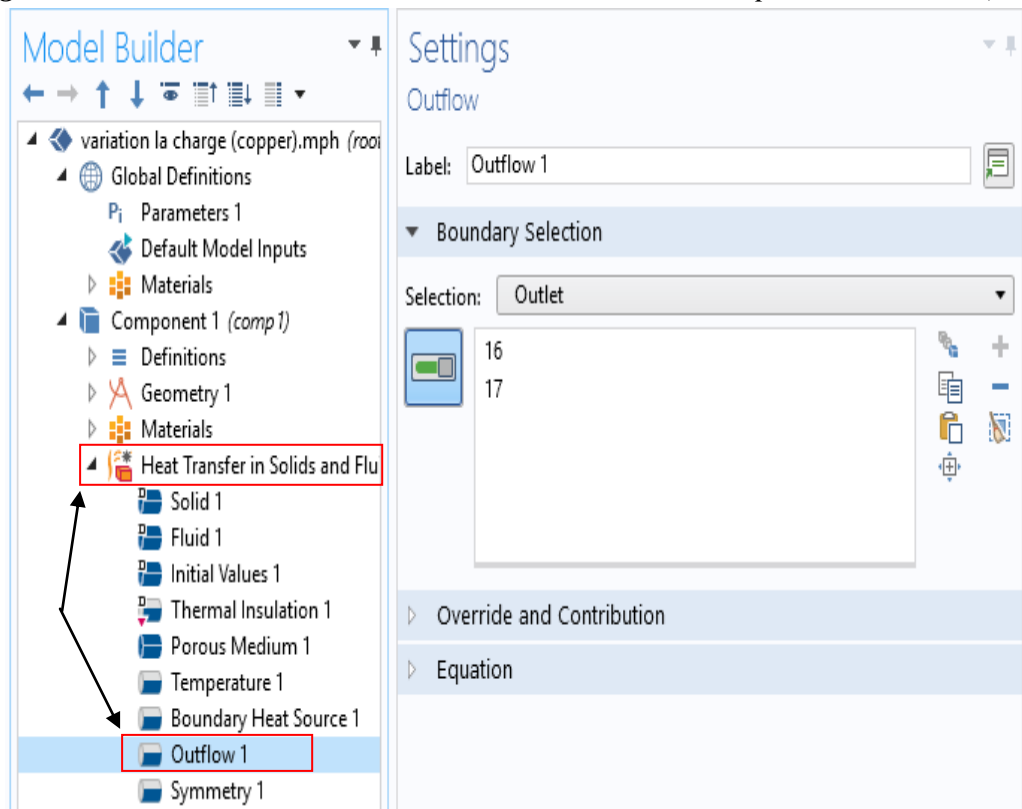 Model Builder
variation la charge (copper).mph (root
Global Definitions
Pi Parameters 1
Default Model Inputs
Materials
Component 1 (comp1)
Definitions
Geometry 1
Materials
Heat Transfer in Solids and Flu
Solid 1
Fluid 1
Initial Values 1
Thermal Insulation 1
Porous Medium 1
Temperature 1
Boundary Heat Source 1
Outflow 1
Symmetry 1
Settings
Outflow
Label: Outflow 1
Boundary Selection
Selection: Outlet
16
17
Override and Contribution
Equation